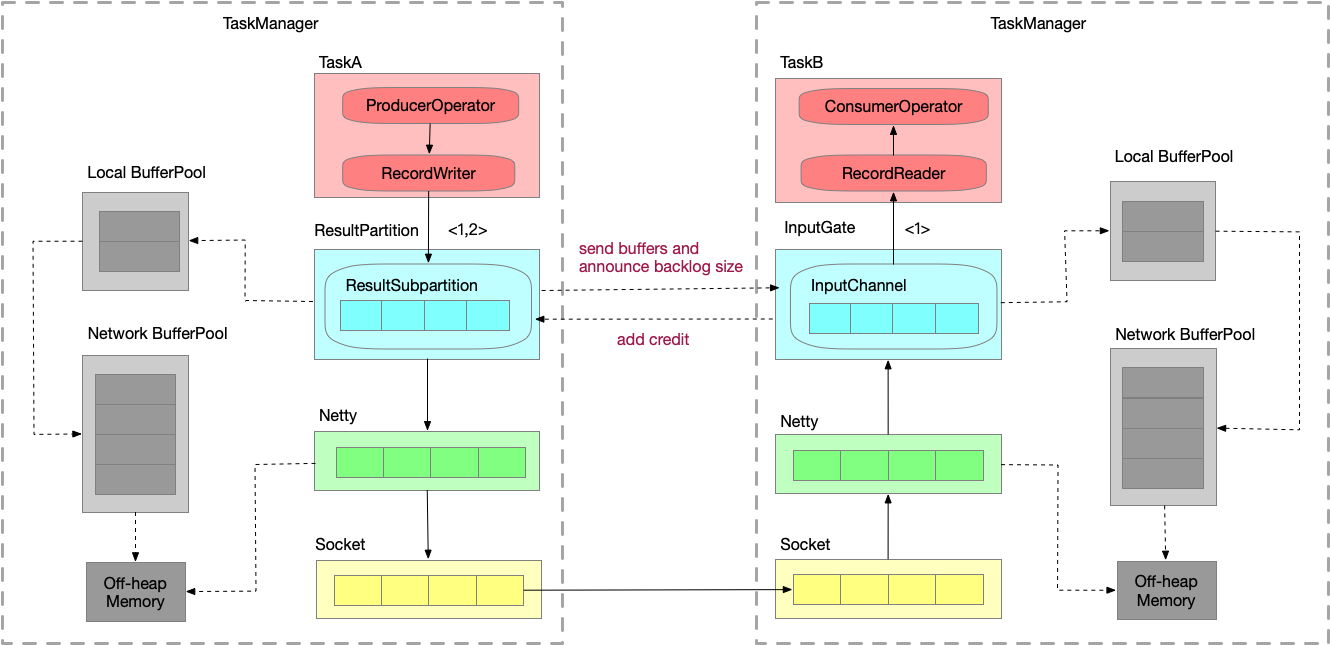 TaskManager
TaskA
ProducerOperator
RecordWriter
Local BufferPool
ResultPartition
<1,2>
ResultSubpartition
Network BufferPool
Netty
Socket
Off-heap
Memory
send buffers and
announce backlog size
add credit
TaskManager
TaskB
ConsumerOperator
RecordReader
Local BufferPool
InputGate
<1>
InputChannel
Network BufferPool
Netty
Socket
Off-heap
Memory